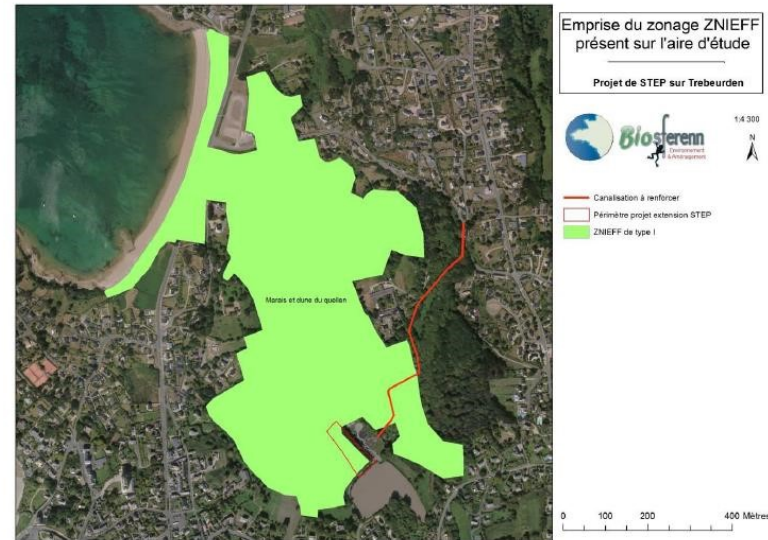 Emprise du zonage ZNIEFF
présent sur l'aire d'étude
Projet de STEP sur Trebeurden
Biosferenn
Environnement
& Aménagement
1:4 300
N
Canalisation à renforcer
Périmètre projet extension STEP
ZNIEFF de type I
Marais et dune du quellen
0 100 200 400 Mètres